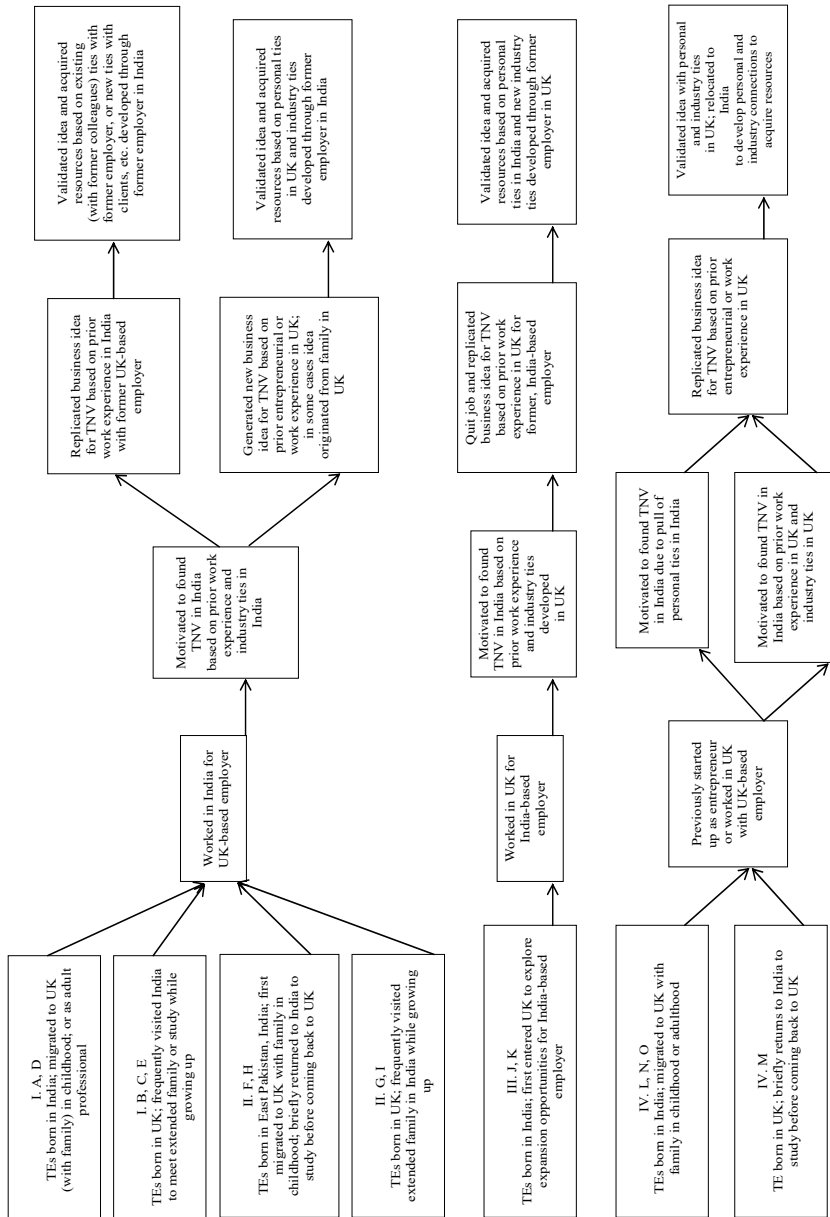 I. A, D
TEs born in India; migrated to UK
(with family) in childhood; or as adult
professional
I. B, C, E
TEs born in UK; frequently visited India
to meet extended family or study while
growing up
II. F, H
TEs born in East Pakistan, India; first
migrated to UK with family in
childhood; briefly returned to India to
study before coming back to UK
II. G, I
TEs born in UK; frequently visited
extended family in India while growing
up
Worked in India for
UK-based employer
Motivated to found
TNV in India
based on prior work
experience and
industry ties in
India
Replicated business idea
for TNV based on prior
work experience in India
with former UK-based
employer
Generated new business
idea for TNV based on
prior entrepreneurial or
work experience in UK;
in some cases idea
originated from family in
UK
Validated idea and acquired
resources based on existing
(with former colleagues) ties with
former employer, or new ties with
clients, etc. developed through
former employer in India
Validated idea and acquired
resources based on personal ties
in UK and industry ties
developed through former
employer in India
III. J, K
TEs born in India; first entered UK to explore
expansion opportunities for India-based
employer
Worked in UK for
India-based
employer
Motivated to found
TNV in India based on
prior work experience
and industry ties
developed
in UK
Quit job and replicated
business idea for TNV
based on prior work
experience in UK for
former, India-based
employer
Validated idea and acquired
resources based on personal
ties in India and new industry
ties developed through former
employer in UK
IV. L, N, O
TEs born in India; migrated to UK with
family in childhood or adulthood
IV. M
TE born in UK; briefly returns to India to
study before coming back to UK
Previously started
up as entrepreneur
or worked in UK
with UK-based
employer
Motivated to found TNV
in India due to pull of
personal ties in India
Motivated to found TNV in
India based on prior work
experience in UK and
industry ties in UK
Replicated business idea
for TNV based on prior
entrepreneurial or work
experience in UK
Validated idea with personal
and industry ties
in UK; relocated to
India
to develop personal and
industry connections to
acquire resources